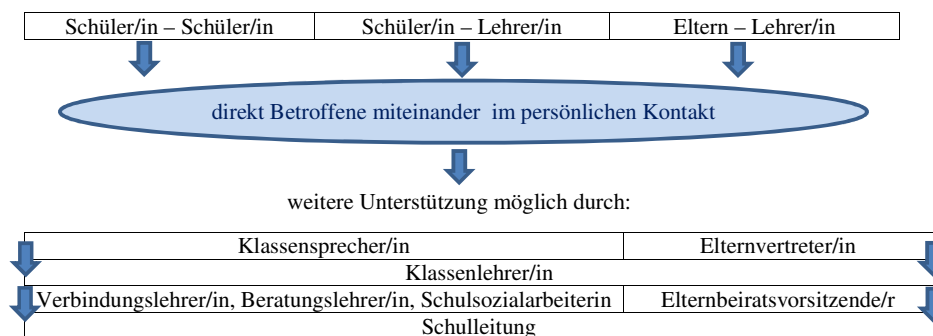 Schüler/in – Schüler/in Schüler/in – Lehrer/in Eltern – Lehrer/in
direkt Betroffene miteinander im persönlichen Kontakt
weitere Unterstützung möglich durch:
Klassensprecher/in Elternvertreter/in
Klassenlehrer/in
Verbindungslehrer/in, Beratungslehrer/in, Schulsozialarbeiterin Elternbeiratsvorsitzende/r
Schulleitung